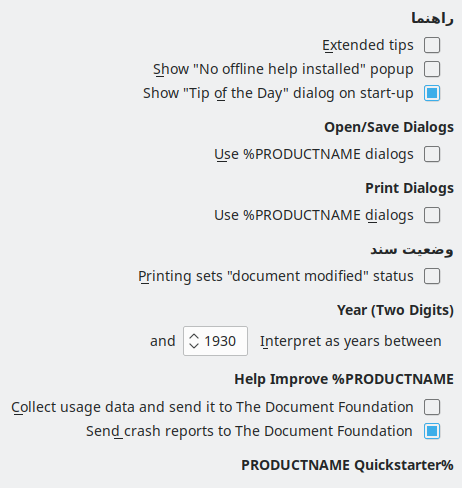 راهنما
Extended tips
Show "No offline help installed" popup
Show "Tip of the Day" dialog on start-up
Open/Save Dialogs
Use %PRODUCTNAME dialogs
Print Dialogs
Use %PRODUCTNAME dialogs
وضعیت سند
Printing sets "document modified" status
Year (Two Digits)
Interpret as years between 1930 and
Help Improve %PRODUCTNAME
Collect usage data and send it to The Document Foundation
Send crash reports to The Document Foundation
PRODUCTNAME Quickstarter%